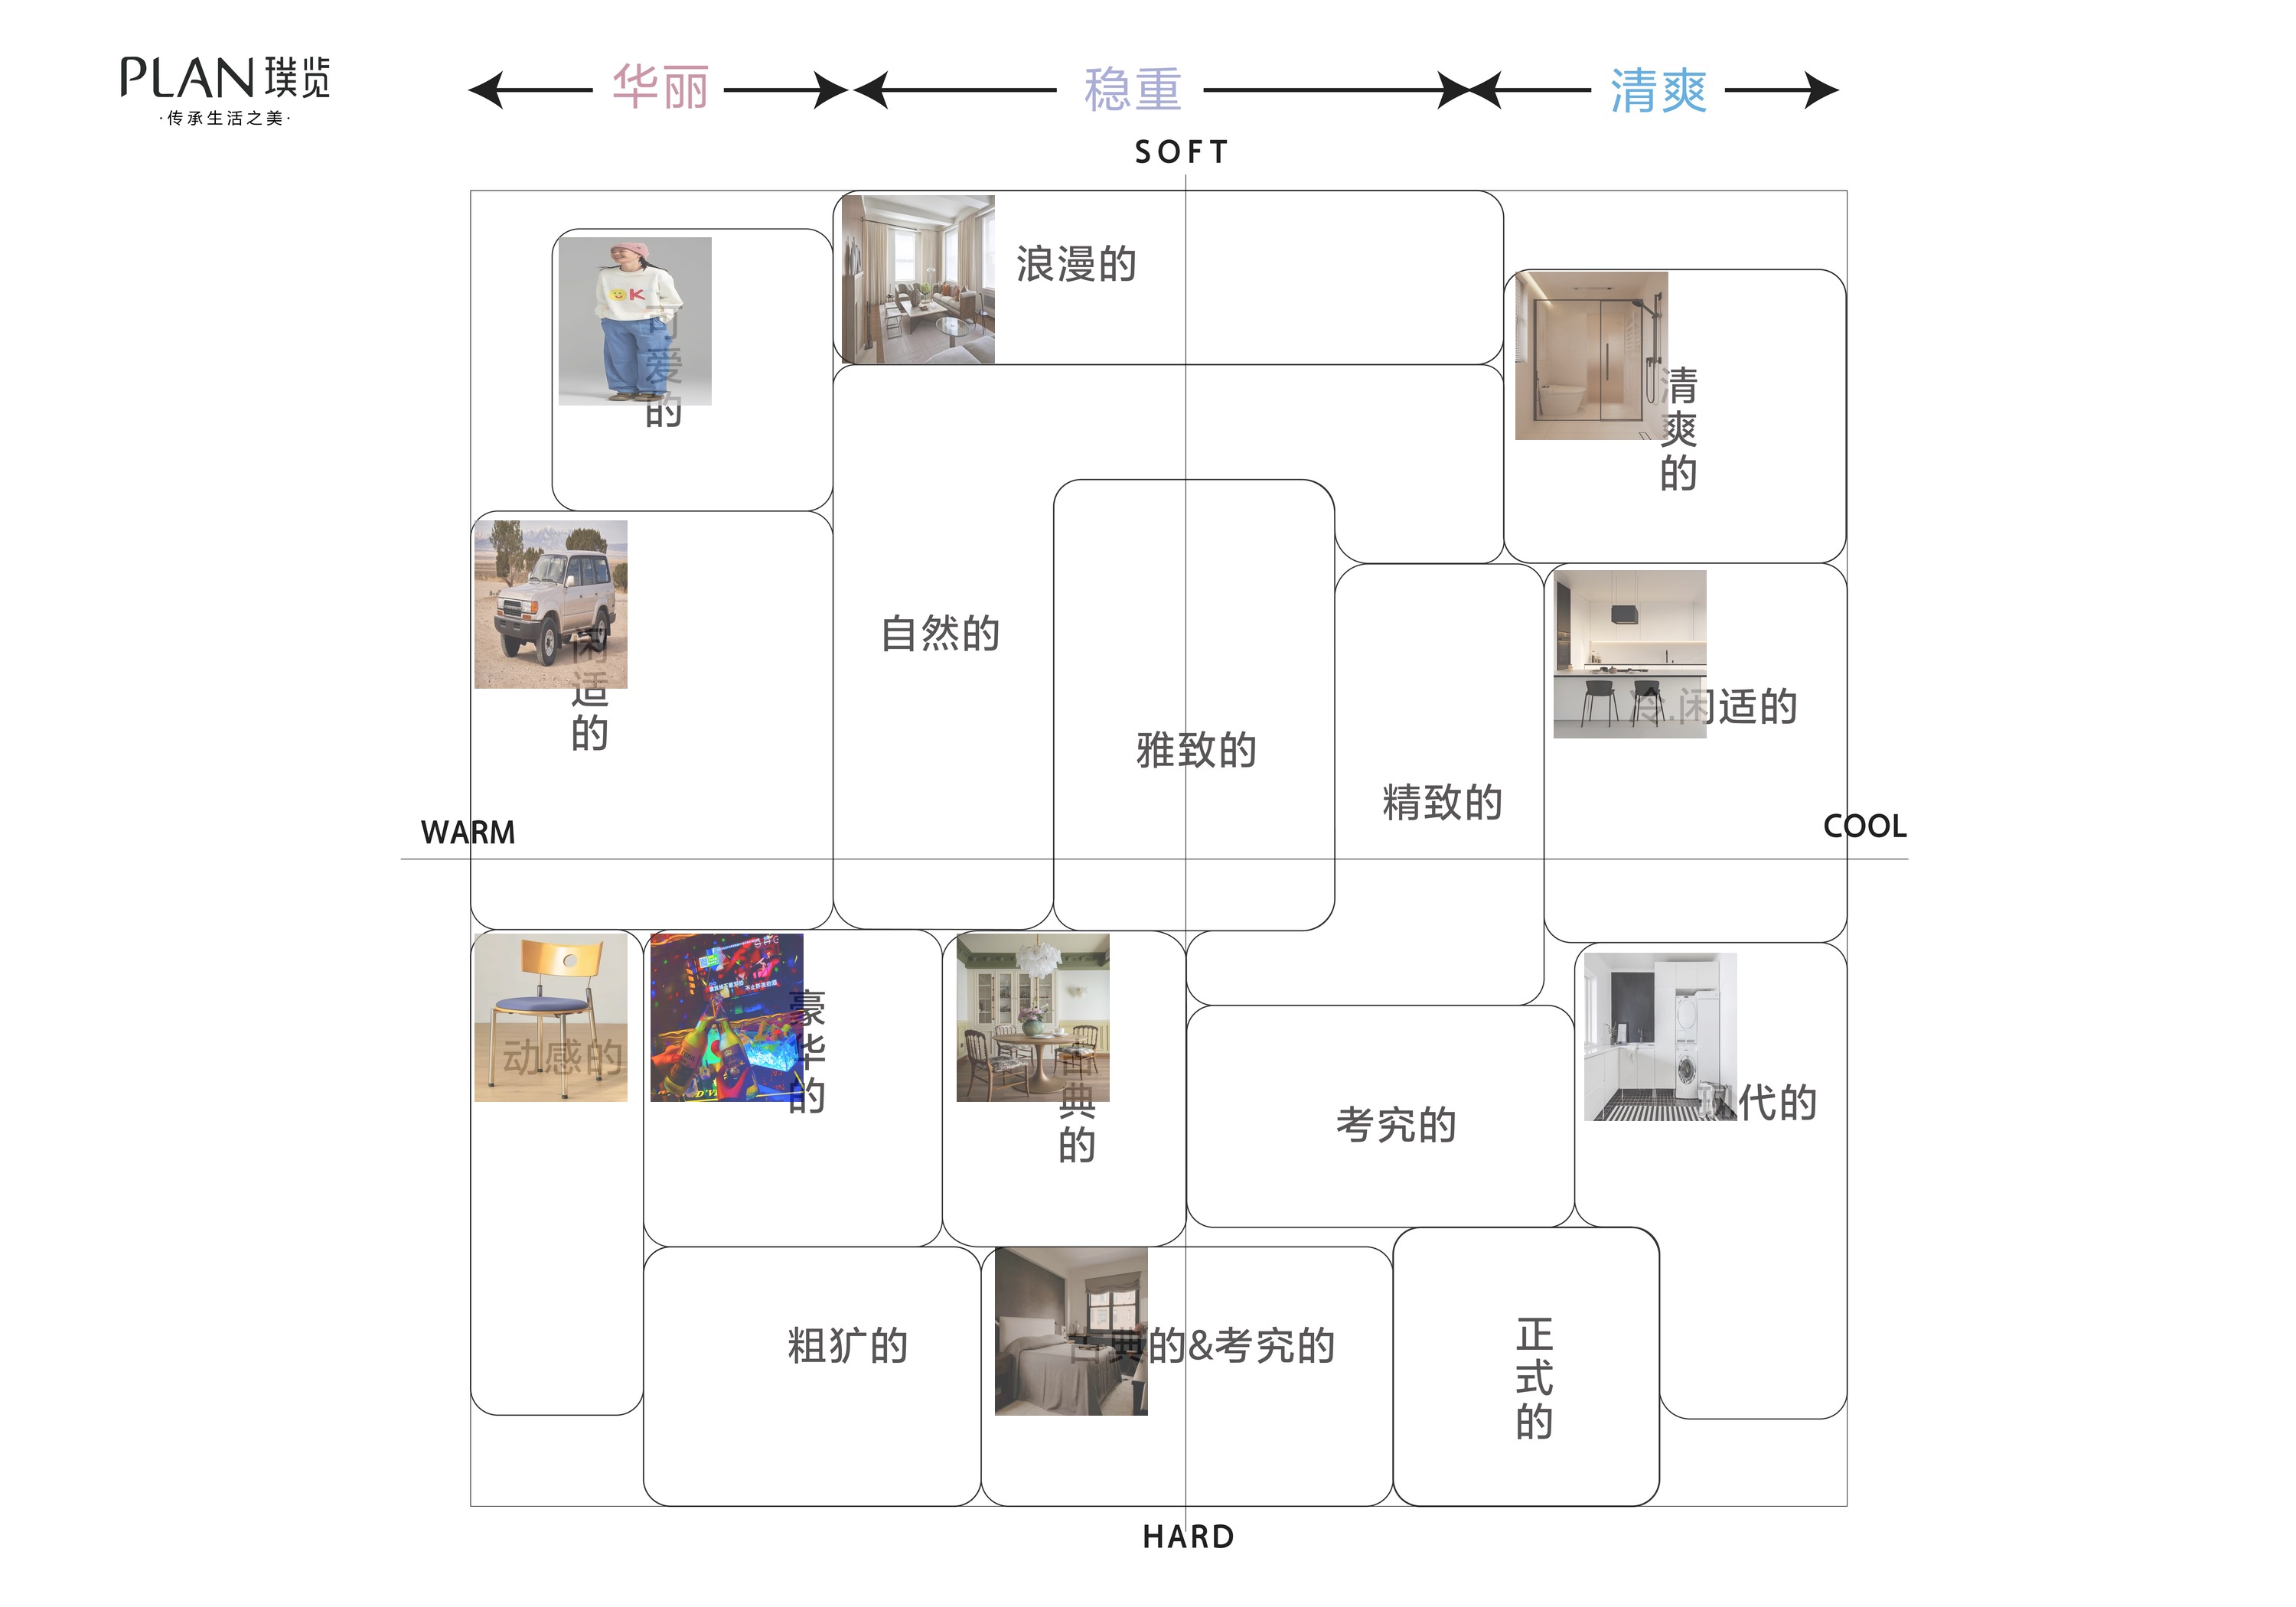 PLAN 璞览
·传承生活之美·
华丽
稳重
清爽
SOFT
浪漫的
可爱的
OK
清爽的
闲适的
自然的
冷.闲适的
雅致的
精致的
WARM
COOL
动感的
豪华的
古典的
考究的
代的
粗犷的
古典的&考究的
正式的
HARD